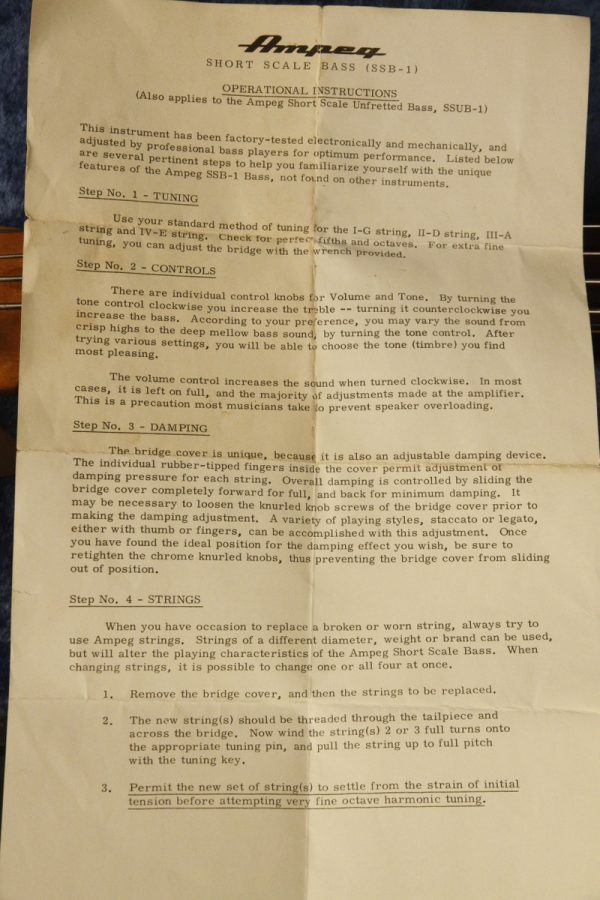 Ampeg
SHORT SCALE BASS (SSB-1)
OPERATIONAL INSTRUCTIONS
(Also applies to the Ampeg Short Scale Unfretted Bass, SSUB-1)
This instrument has been factory-tested electronically and mechanically, and
adjusted by professional bass players for optimum performance. Listed below
are several pertinent steps to help you familiarize yourself with the unique
features of the Ampeg SSB-1 Bass, not found on other instruments.
Step No. 1 - TUNING
Use your standard method of tuning for the I-G string, II-D string, III-A
string and IV-E string. Check for perfect fifths and octaves. For extra fine
tuning, you can adjust the bridge with the wrench provided.
Step No. 2 - CONTROLS
There are individual control knobs for Volume and Tone. By turning the
tone control clockwise you increase the treble -- turning it counterclockwise you
increase the bass. According to your preference, you may vary the sound from
crisp highs to the deep mellow bass sound, by turning the tone control. After
trying various settings, you will be able to choose the tone (timbre) you find
most pleasing.
The volume control increases the sound when turned clockwise. In most
cases, it is left on full, and the majority of adjustments made at the amplifier.
This is a precaution most musicians take to prevent speaker overloading.
Step No. 3 - DAMPING
The bridge cover is unique, because it is also an adjustable damping device.
The individual rubber-tipped fingers inside the cover permit adjustment of
damping pressure for each string. Overall damping is controlled by sliding the
bridge cover completely forward for full, and back for minimum damping. It
may be necessary to loosen the knurled knob screws of the bridge cover prior to
making the damping adjustment. A variety of playing styles, staccato or legato,
either with thumb or fingers, can be accomplished with this adjustment. Once
you have found the ideal position for the damping effect you wish, be sure to
retighten the chrome knurled knobs, thus preventing the bridge cover from sliding
out of position.
Step No. 4 - STRINGS
When you have occasion to replace a broken or worn string, always try to
use Ampeg strings. Strings of a different diameter, weight or brand can be used,
but will alter the playing characteristics of the Ampeg Short Scale Bass. When
changing strings, it is possible to change one or all four at once.
1. Remove the bridge cover, and then the strings to be replaced.
2. The new string(s) should be threaded through the tailpiece and
across the bridge. Now wind the string(s) 2 or 3 full turns onto
the appropriate tuning pin, and pull the string up to full pitch
with the tuning key.
3. Permit the new set of string(s) to settle from the strain of initial
tension before attempting very fine octave harmonic tuning.